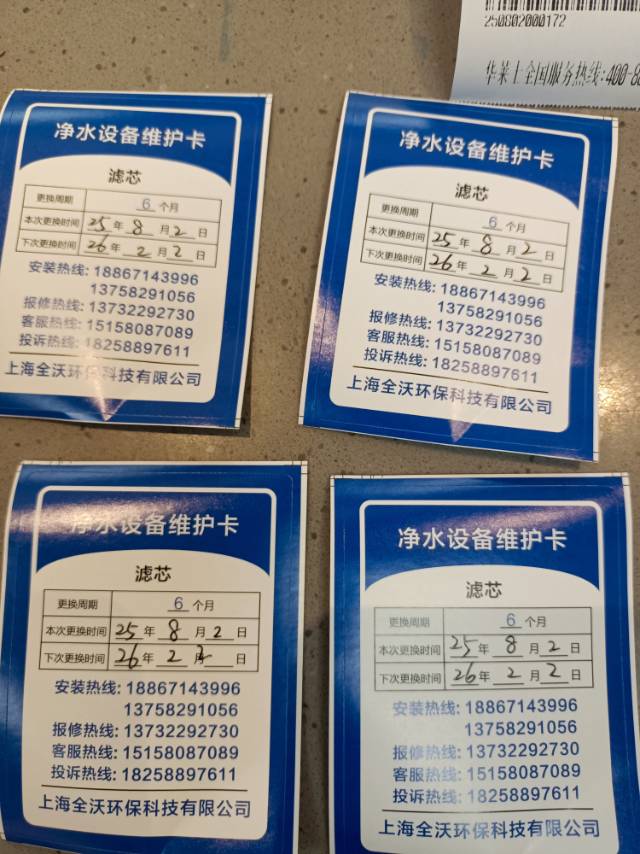 250802000172
华莱士全国服务热线:400-8
净水设备维护卡
滤芯
更换周期 6 个月
本次更换时间 25 年 8 月 2 日
下次更换时间 26 年 2 月 2 日
安装热线: 18867143996
13758291056
报修热线: 13732292730
客服热线: 15158087089
投诉热线: 18258897611
上海全沃环保科技有限公司
净水设备维护卡
滤芯
更换周期 6 个月
本次更换时间 25 年 8 月 2 日
下次更换时间 26 年 2 月 2 日
安装热线: 18867143996
13758291056
报修热线: 13732292730
客服热线: 15158087089
投诉热线: 18258897611
上海全沃环保科技有限公司
净水设备维护卡
滤芯
更换周期 6 个月
本次更换时间 25 年 8 月 2 日
下次更换时间 26 年 2 月 2 日
安装热线: 18867143996
13758291056
报修热线: 13732292730
客服热线: 15158087089
投诉热线: 18258897611
上海全沃环保科技有限公司
净水设备维护卡
滤芯
更换周期 6 个月
本次更换时间 25 年 8 月 2 日
下次更换时间 26 年 2 月 2 日
安装热线: 18867143996
13758291056
报修热线: 13732292730
客服热线: 15158087089
投诉热线: 18258897611
上海全沃环保科技有限公司